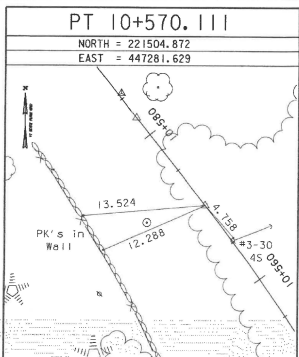 PT 10+570.111
NORTH = 221504.872
EAST = 447281.629
10+580
13.524
4.758
PK's in
Wall
12.288
#3-30
4S
10+560